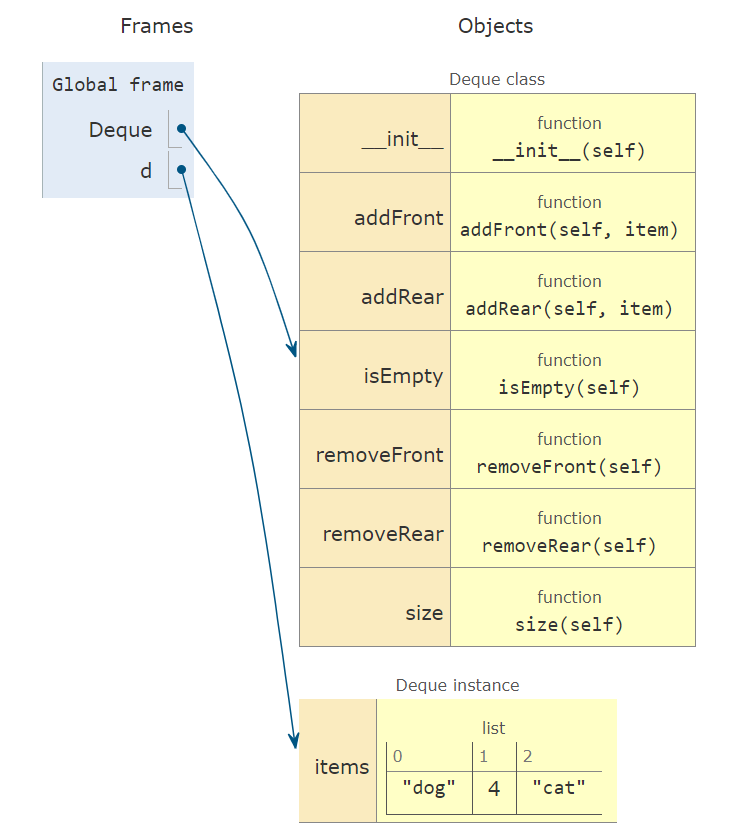 Frames
Objects
Global frame
Deque
d
Deque class
__init__
function
__init__(self)
addFront
function
addFront(self, item)
addRear
function
addRear(self, item)
isEmpty
function
isEmpty(self)
removeFront
function
removeFront(self)
removeRear
function
removeRear(self)
size
function
size(self)
Deque instance
items
list
0 1 2
"dog" 4 "cat"